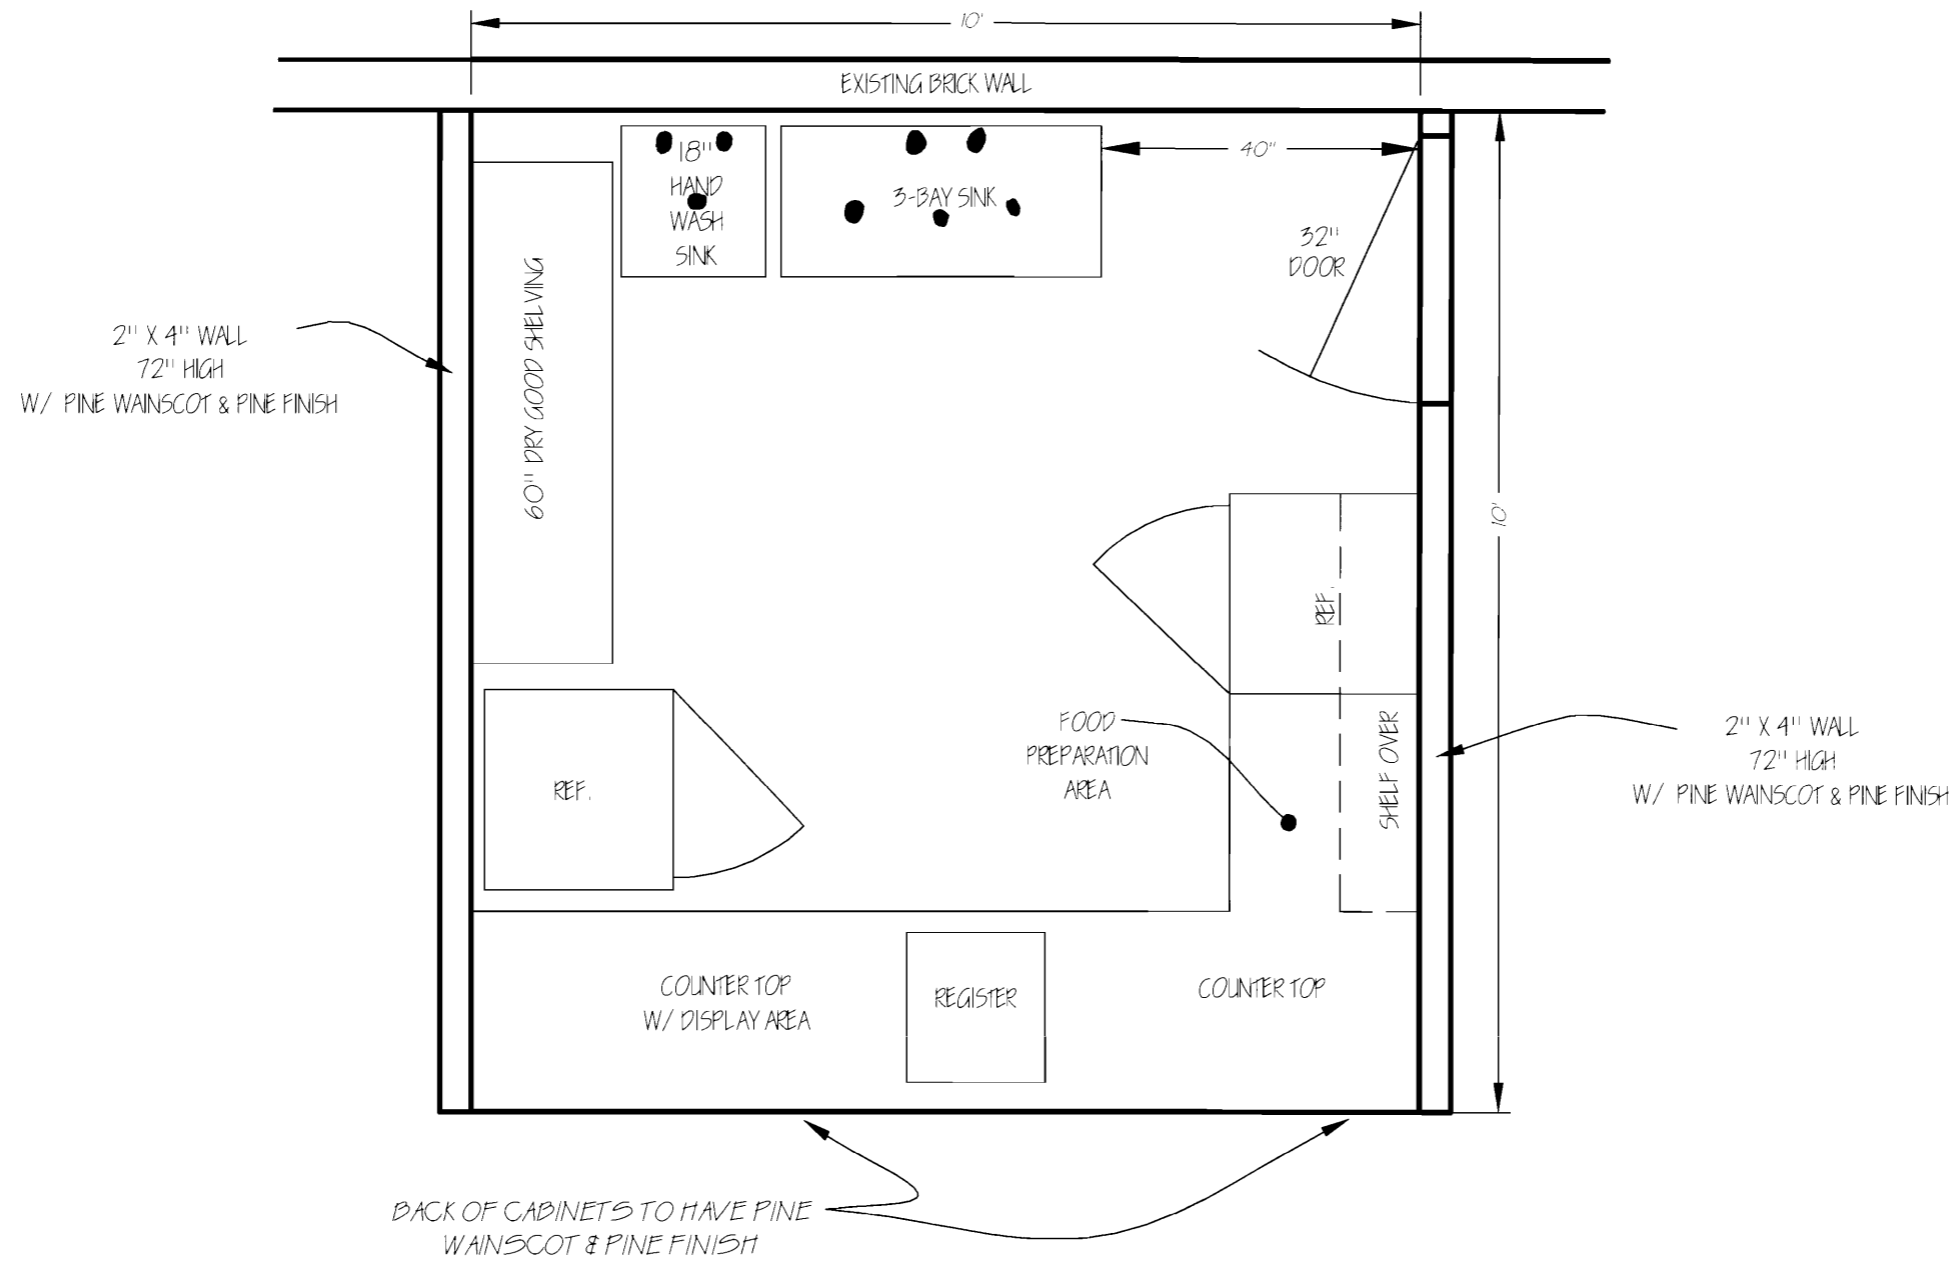 10'
EXISTING BRICK WALL
18"
HAND
WASH
SINK
3-BAY SINK
40"
32"
DOOR
60" DRY GOOD SHELVING
2" X 4" WALL
72" HIGH
W/ PINE WAINSCOT & PINE FINISH
10'
REF.
FOOD
PREPARATION
AREA
SHELF OVER
2" X 4" WALL
72" HIGH
W/ PINE WAINSCOT & PINE FINISH
REF.
COUNTER TOP
W/ DISPLAY AREA
REGISTER
COUNTER TOP
BACK OF CABINETS TO HAVE PINE
WAINSCOT & PINE FINISH